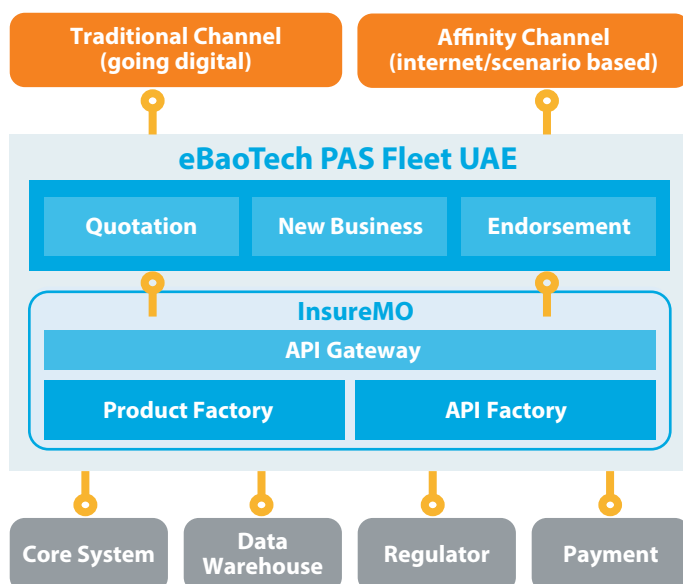 Traditional Channel
(going digital)
Affinity Channel
(internet/scenario based)
eBaoTech PAS Fleet UAE
Quotation
New Business
Endorsement
InsureMO
API Gateway
Product Factory
API Factory
Core System
Data
Warehouse
Regulator
Payment